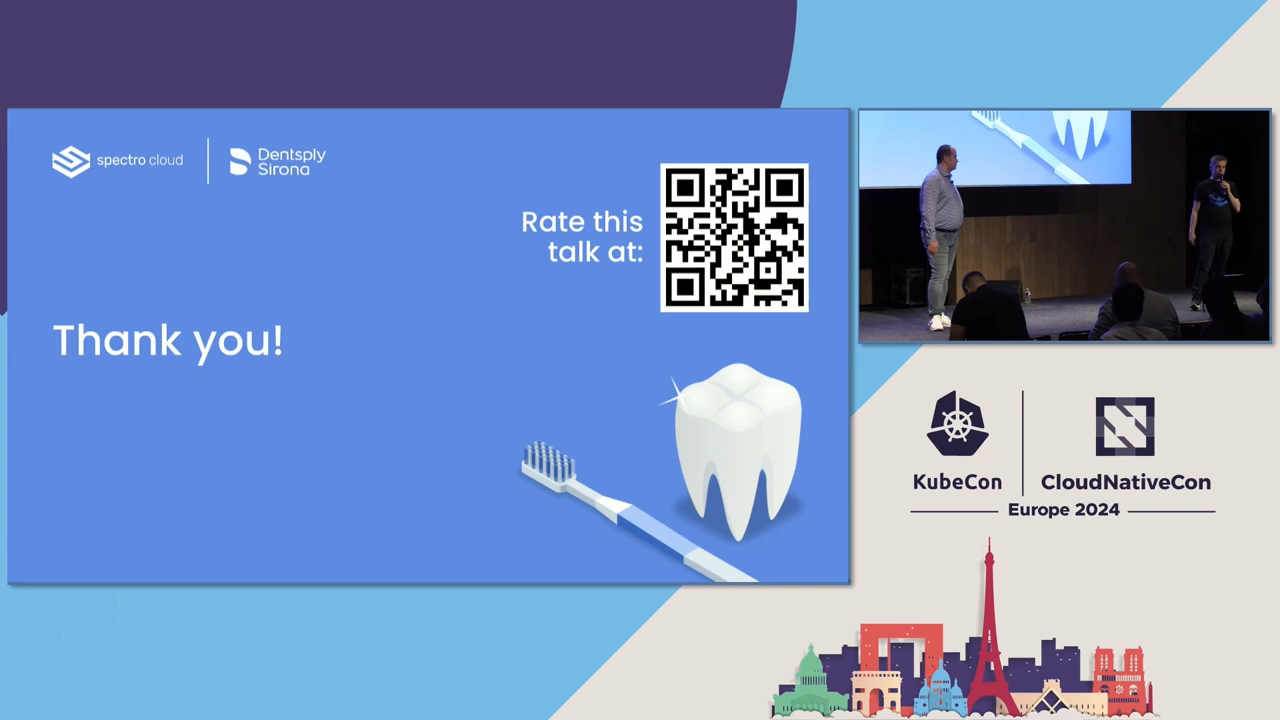 spectro cloud
Dentsply
Sirona
Rate this
talk at:
Thank you!
KubeCon
CloudNativeCon
Europe 2024